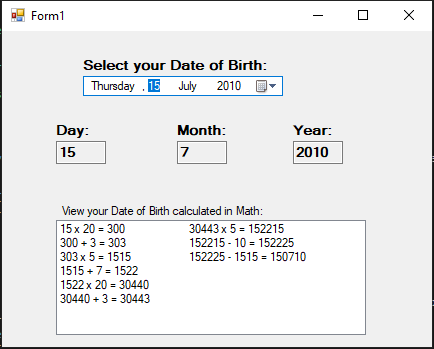 Form1
Select your Date of Birth:
Thursday , 15 July 2010
Day: Month: Year:
15 7 2010
View your Date of Birth calculated in Math:
15 x 20 = 300
300 + 3 = 303
303 x 5 = 1515
1515 + 7 = 1522
1522 x 20 = 30440
30440 + 3 = 30443
30443 x 5 = 152215
152215 - 10 = 152225
152225 - 1515 = 150710